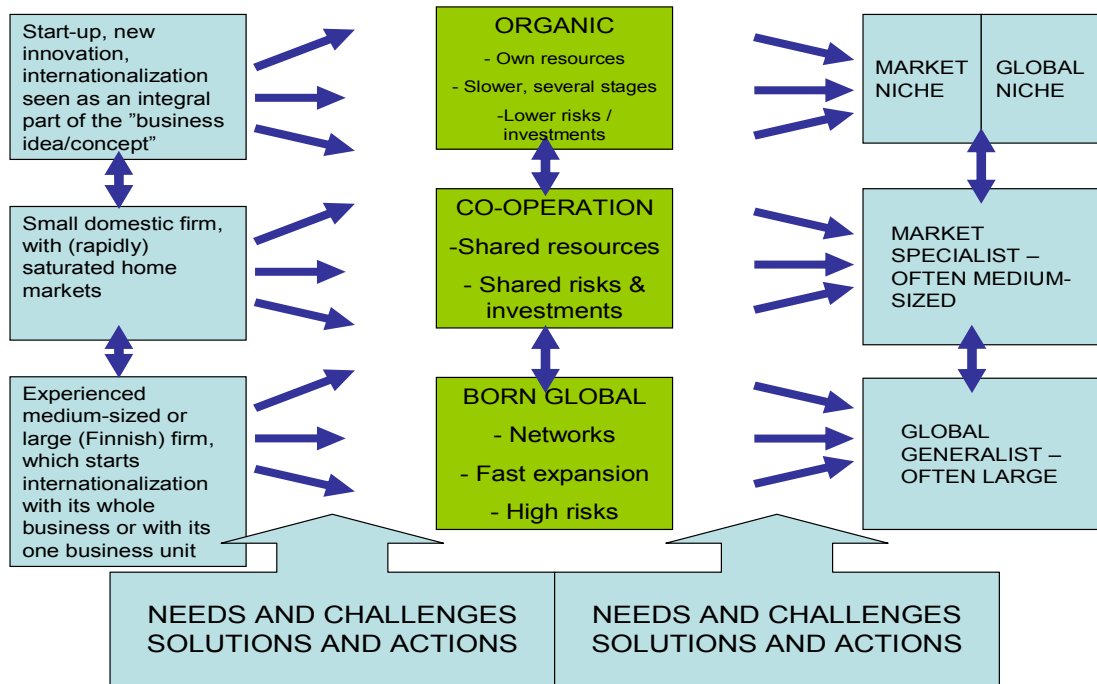 Start-up, new
innovation,
internationalization
seen as an integral
part of the ”business
idea/concept”
ORGANIC
- Own resources
- Slower, several stages
-Lower risks /
investments
MARKET
NICHE
GLOBAL
NICHE
Small domestic firm,
with (rapidly)
saturated home
markets
CO-OPERATION
-Shared resources
- Shared risks &
investments
MARKET
SPECIALIST –
OFTEN MEDIUM-
SIZED
Experienced
medium-sized or
large (Finnish) firm,
which starts
internationalization
with its whole
business or with its
one business unit
BORN GLOBAL
- Networks
- Fast expansion
- High risks
GLOBAL
GENERALIST –
OFTEN LARGE
NEEDS AND CHALLENGES
SOLUTIONS AND ACTIONS
NEEDS AND CHALLENGES
SOLUTIONS AND ACTIONS